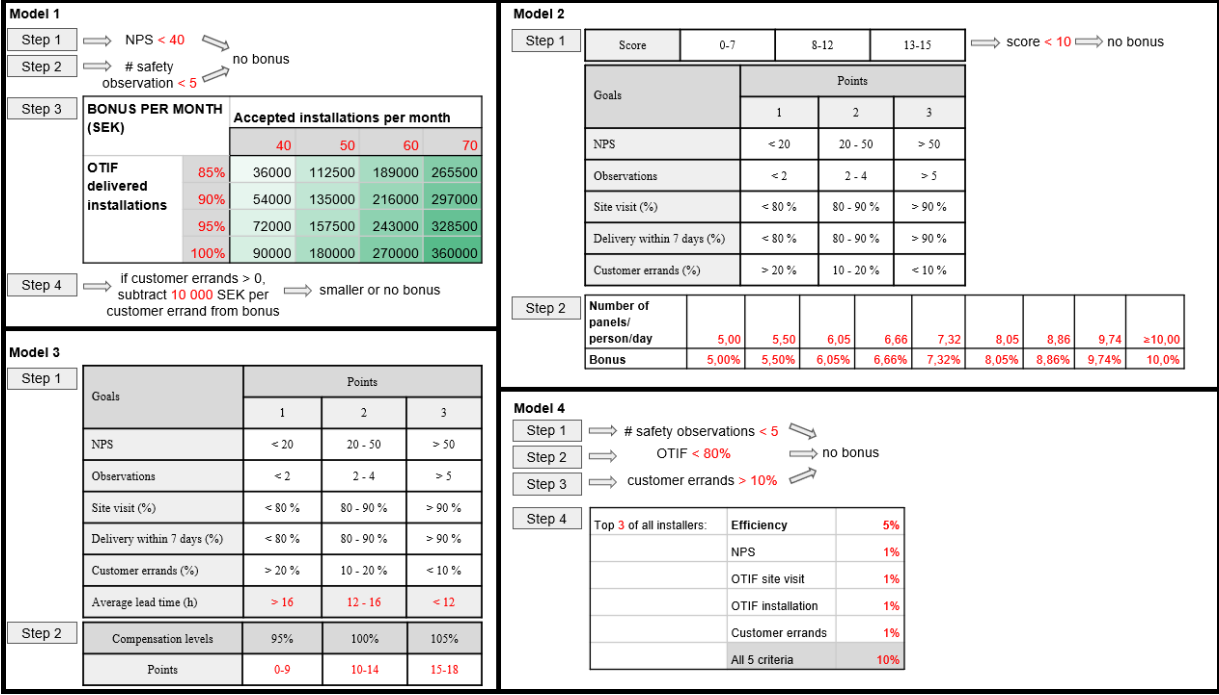 Model 1
Step 1 NPS < 40
Step 2 # safety observation < 5
no bonus
Step 3 BONUS PER MONTH (SEK) Accepted installations per month
40 50 60 70
OTIF delivered installations
85% 36000 112500 189000 265500
90% 54000 135000 216000 297000
95% 72000 157500 243000 328500
100% 90000 180000 270000 360000
Step 4 if customer errands > 0,
subtract 10 000 SEK per
customer errand from bonus
smaller or no bonus
Model 2
Step 1 Score 0-7 8-12 13-15 score < 10 no bonus
Goals Points
1 2 3
NPS < 20 20 - 50 > 50
Observations < 2 2 - 4 > 5
Site visit (%) < 80 % 80 - 90 % > 90 %
Delivery within 7 days (%) < 80 % 80 - 90 % > 90 %
Customer errands (%) > 20 % 10 - 20 % < 10 %
Step 2 Number of
panels/
person/day 5,00 5,50 6,05 6,66 7,32 8,05 8,86 9,74 ≥10,00
Bonus 5,00% 5,50% 6,05% 6,66% 7,32% 8,05% 8,86% 9,74% 10,0%
Model 3
Step 1 Goals Points
1 2 3
NPS < 20 20 - 50 > 50
Observations < 2 2 - 4 > 5
Site visit (%) < 80 % 80 - 90 % > 90 %
Delivery within 7 days (%) < 80 % 80 - 90 % > 90 %
Customer errands (%) > 20 % 10 - 20 % < 10 %
Average lead time (h) > 16 12 - 16 < 12
Step 2 Compensation levels 95% 100% 105%
Points 0-9 10-14 15-18
Model 4
Step 1 # safety observations < 5
Step 2 OTIF < 80% no bonus
Step 3 customer errands > 10%
Step 4 Top 3 of all installers: Efficiency 5%
NPS 1%
OTIF site visit 1%
OTIF installation 1%
Customer errands 1%
All 5 criteria 10%